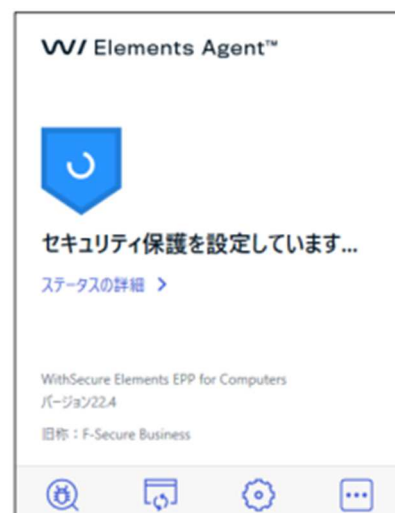 W/ Elements Agent™
セキュリティ保護を設定しています...
ステータスの詳細 >
WithSecure Elements EPP for Computers
バージョン22.4
旧称：F-Secure Business